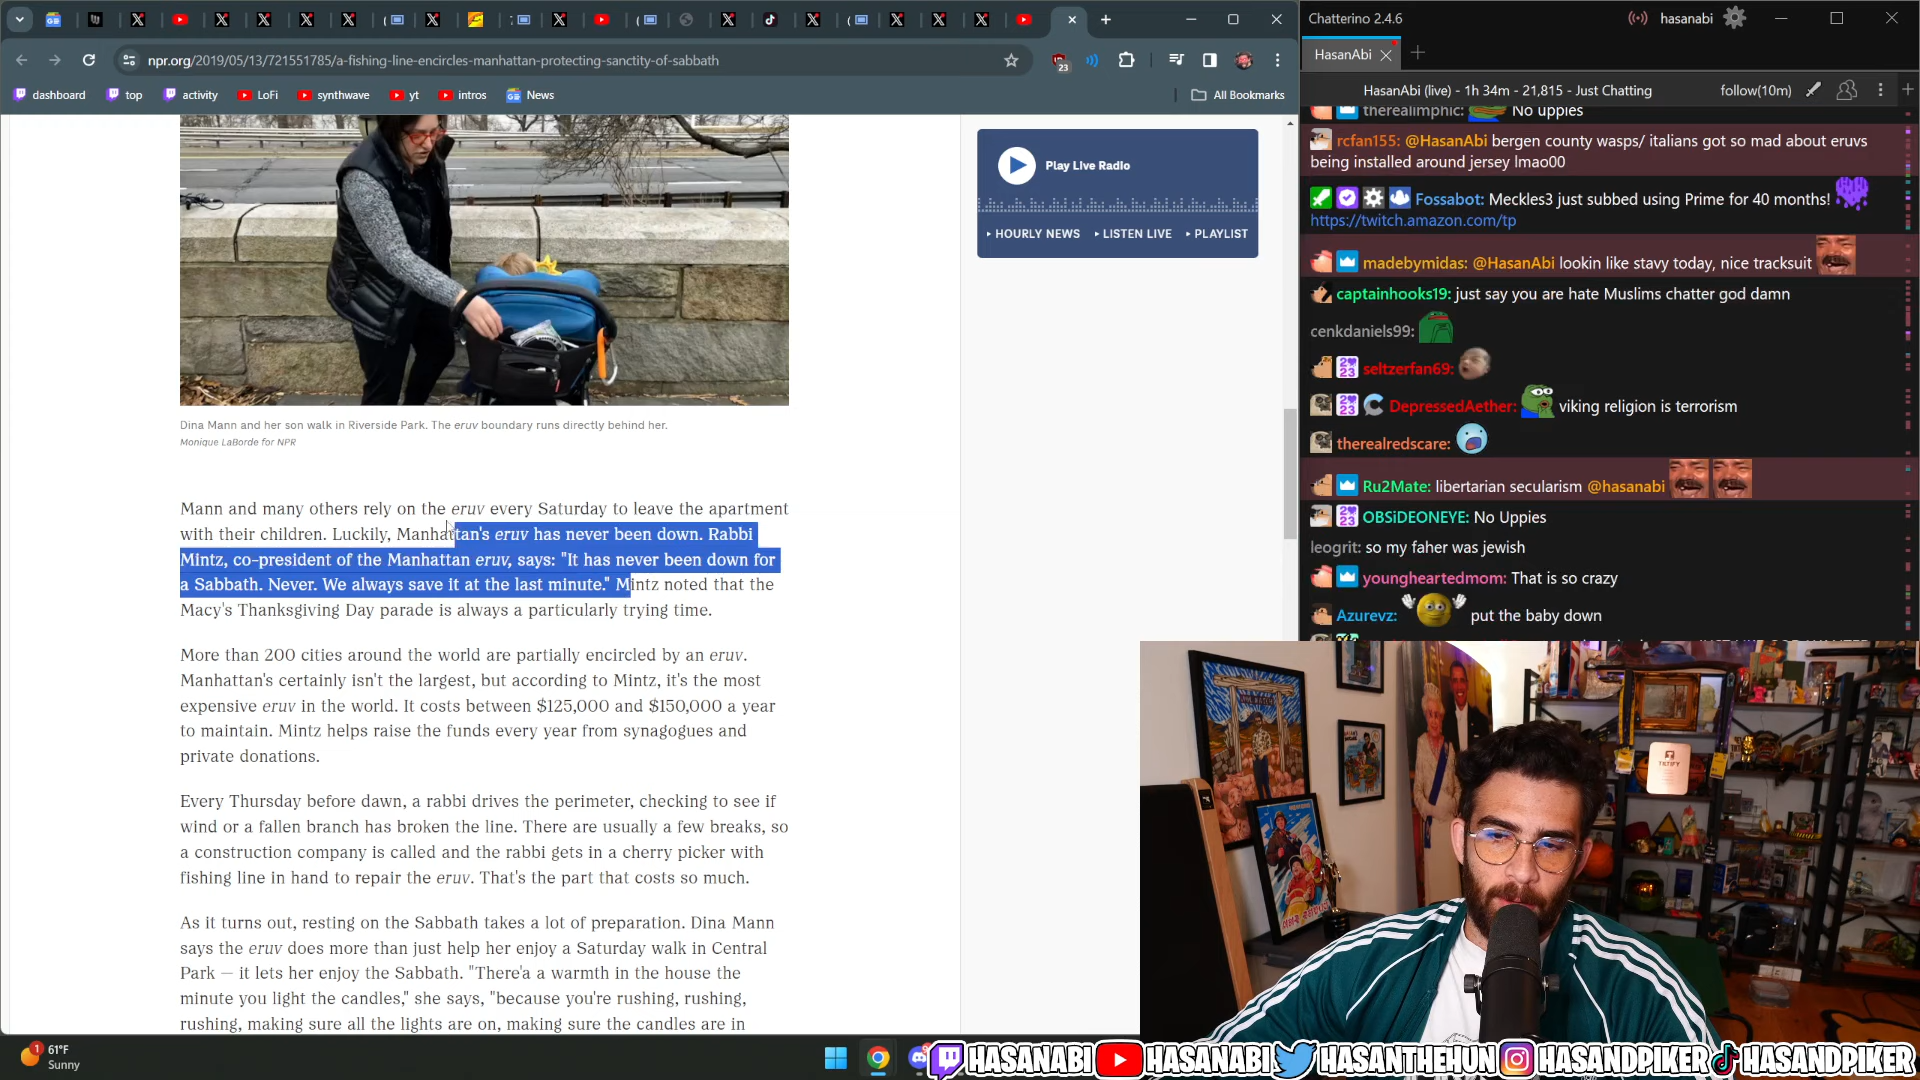 npr.org/2019/05/13/721551785/a-fishing-line-encircles-manhattan-protecting-sanctity-of-sabbath
23
dashboard
top
activity
LoFi
synthwave
yt
intros
News
All Bookmarks
Dina Mann and her son walk in Riverside Park. The eruv boundary runs directly behind her.
Monique LaBorde for NPR
Mann and many others rely on the eruv every Saturday to leave the apartment
with their children. Luckily, Manhattan's eruv has never been down. Rabbi
Mintz, co-president of the Manhattan eruv, says: "It has never been down for
a Sabbath. Never. We always save it at the last minute." Mintz noted that the
Macy's Thanksgiving Day parade is always a particularly trying time.
More than 200 cities around the world are partially encircled by an eruv.
Manhattan's certainly isn't the largest, but according to Mintz, it's the most
expensive eruv in the world. It costs between $125,000 and $150,000 a year
to maintain. Mintz helps raise the funds every year from synagogues and
private donations.
Every Thursday before dawn, a rabbi drives the perimeter, checking to see if
wind or a fallen branch has broken the line. There are usually a few breaks, so
a construction company is called and the rabbi gets in a cherry picker with
fishing line in hand to repair the eruv. That's the part that costs so much.
As it turns out, resting on the Sabbath takes a lot of preparation. Dina Mann
says the eruv does more than just help her enjoy a Saturday walk in Central
Park — it lets her enjoy the Sabbath. "There'a a warmth in the house the
minute you light the candles," she says, "because you're rushing, rushing,
rushing, making sure all the lights are on, making sure the candles are in
Play Live Radio
HOURLY NEWS
LISTEN LIVE
PLAYLIST
Chatterino 2.4.6
hasanabi
HasanAbi
HasanAbi (live) - 1h 34m - 21,815 - Just Chatting
follow(10m)
therealimphic: No uppies
rcfan155: @HasanAbi bergen county wasps/ italians got so mad about eruvs
being installed around jersey lmao00
Fossabot: Meckles3 just subbed using Prime for 40 months!
https://twitch.amazon.com/tp
madebymidas: @HasanAbi lookin like stavy today, nice tracksuit
captainhooks19: just say you are hate Muslims chatter god damn
cenkdaniels99:
seltzerfan69:
DepressedAether: viking religion is terrorism
therealredscare:
Ru2Mate: libertarian secularism @hasanabi
OBSiDEONEYE: No Uppies
leogrit: so my faher was jewish
youngheartedmom: That is so crazy
Azurevz: put the baby down
TILTIFY
1
61°F
Sunny
HASANABI
HASANABI
HASANTHEHUN
HASANDPIKER
HASANDPIKER